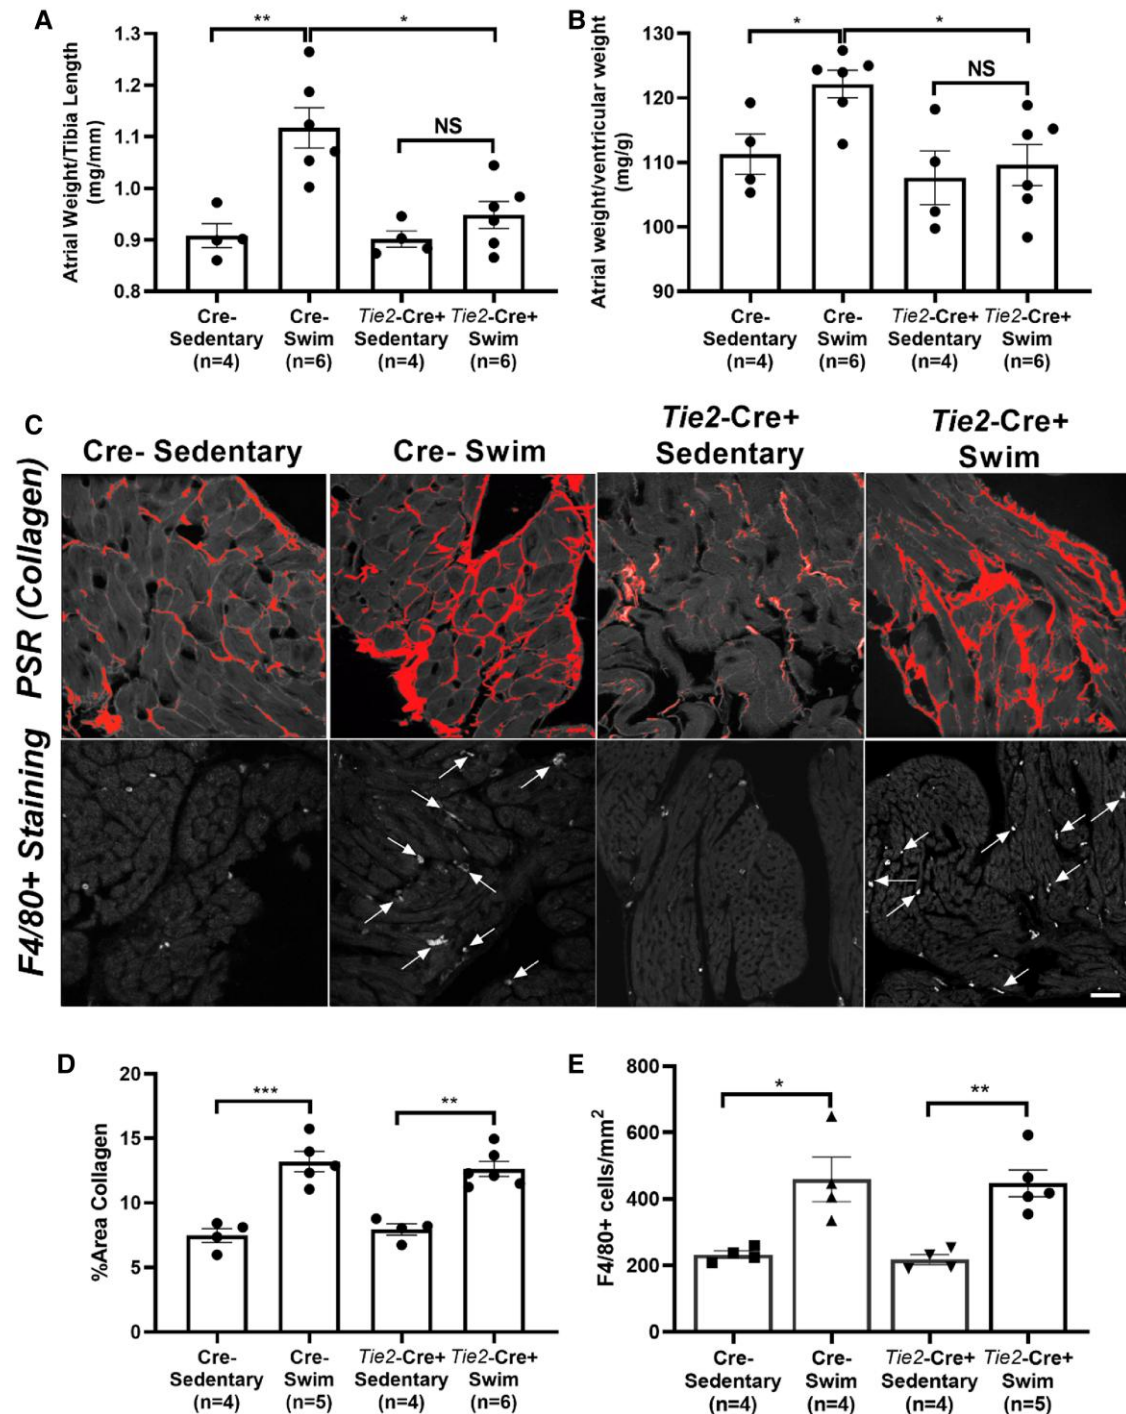 A
** *
1.3
1.2
1.1
1.0
0.9
0.8
Atrial Weight/Tibia Length
(mg/mm)
NS
Cre- Cre- Tie2-Cre+ Tie2-Cre+
Sedentary Swim Sedentary Swim
(n=4) (n=6) (n=4) (n=6)
B
* *
130
120
110
100
90
Atrial weight/ventricular weight
(mg/g)
NS
Cre- Cre- Tie2-Cre+ Tie2-Cre+
Sedentary Swim Sedentary Swim
(n=4) (n=6) (n=4) (n=6)
C
Cre- Sedentary
Cre- Swim
Tie2-Cre+
Sedentary
Tie2-Cre+
Swim
PSR (Collagen)
F4/80+ Staining
D
*** **
20
15
10
5
0
%Area Collagen
Cre- Cre- Tie2-Cre+ Tie2-Cre+
Sedentary Swim Sedentary Swim
(n=4) (n=5) (n=4) (n=6)
E
* **
800
600
400
200
0
F4/80+ cells/mm²
Cre- Cre- Tie2-Cre+ Tie2-Cre+
Sedentary Swim Sedentary Swim
(n=4) (n=4) (n=4) (n=5)